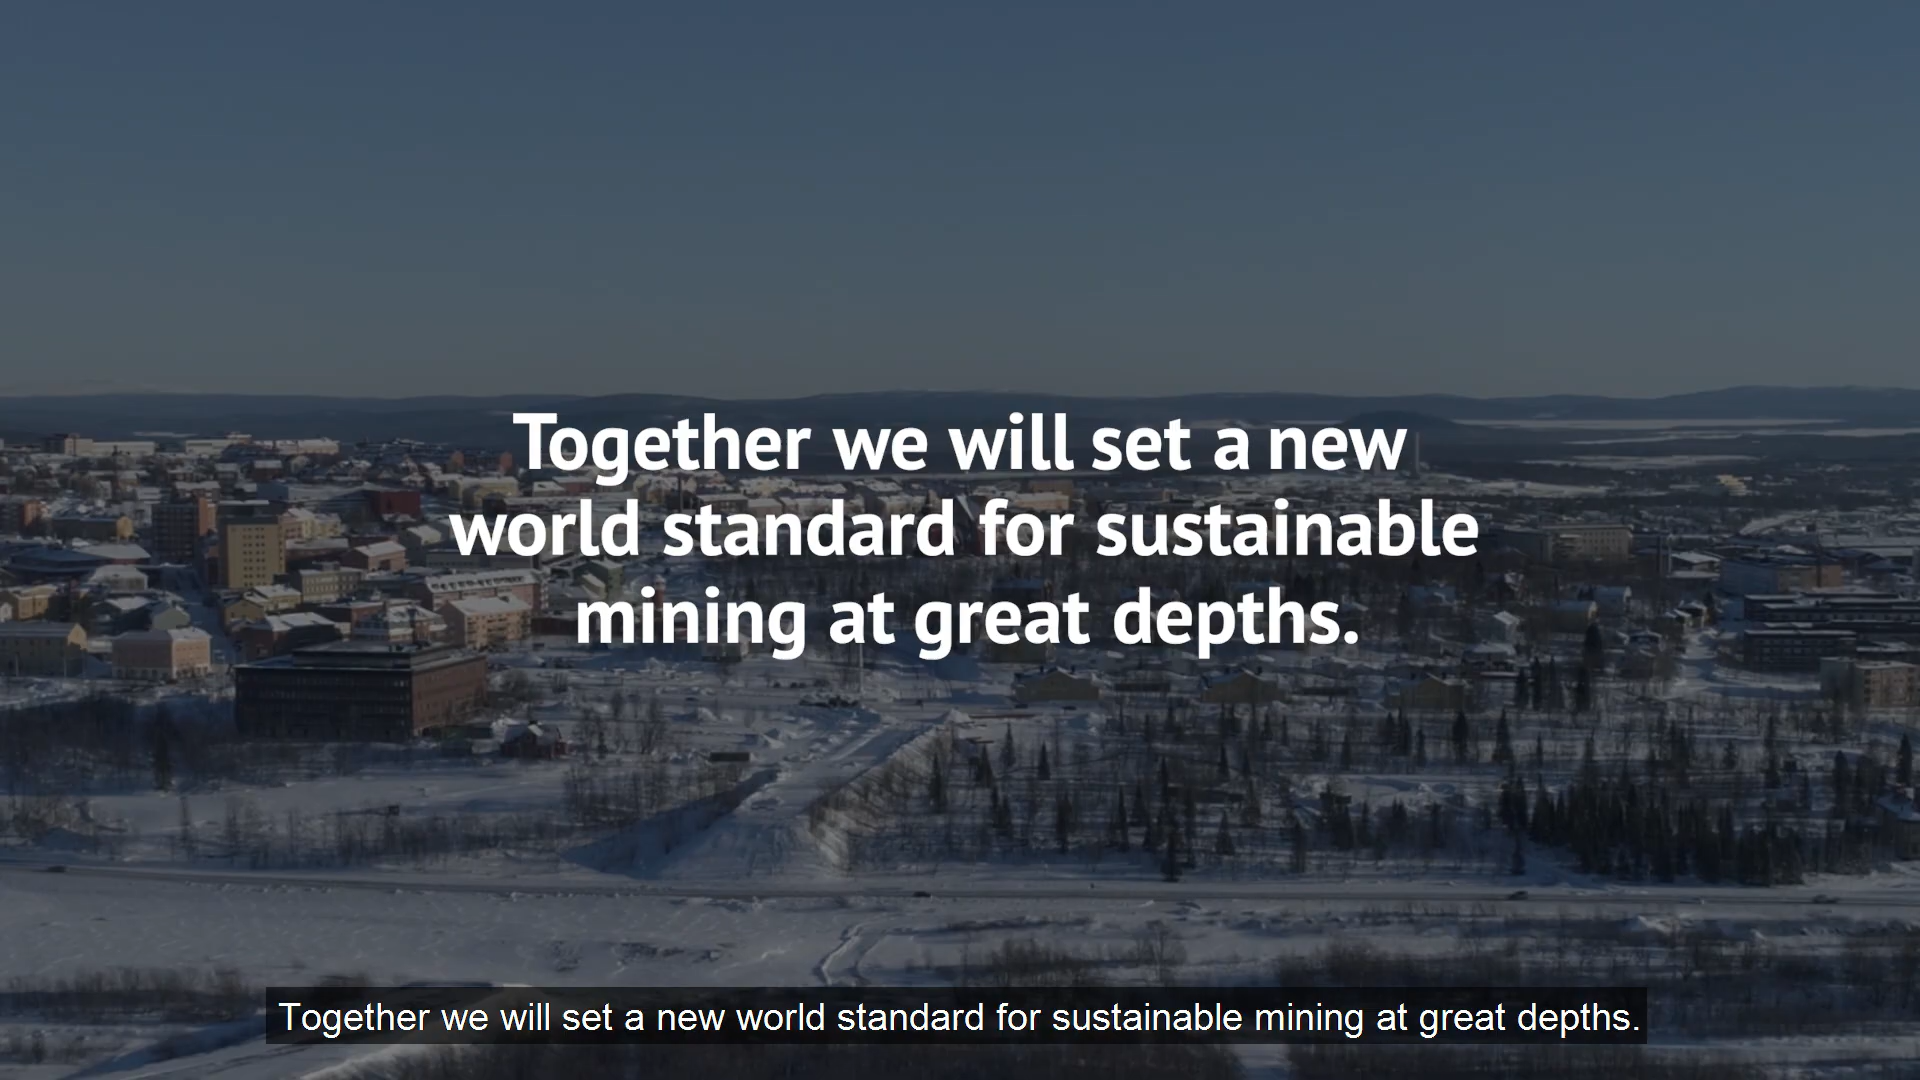 Together we will set a new
world standard for sustainable
mining at great depths.
Together we will set a new world standard for sustainable mining at great depths.